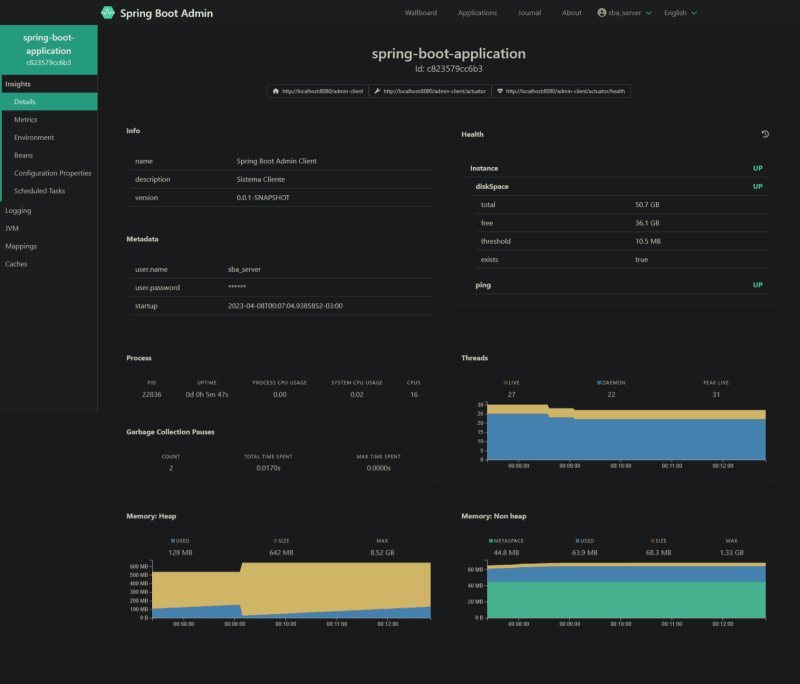 Spring Boot Admin
Wallboard Applications Journal About sba_server English
spring-boot-
application
c823579cc6b3
Insights
Details
Metrics
Environment
Beans
Configuration Properties
Scheduled Tasks
Logging
JVM
Mappings
Caches
spring-boot-application
Id: c823579cc6b3
http://localhost:8080/admin-client http://localhost:8080/admin-client/actuator http://localhost:8080/admin-client/actuator/health
Info
name Spring Boot Admin Client
description Sistema Cliente
version 0.0.1-SNAPSHOT
Metadata
user.name sba_server
user.password ******
startup 2023-04-08T00:07:04.9385852-03:00
Health
Instance UP
diskSpace UP
total 50.7 GB
free 36.1 GB
threshold 10.5 MB
exists true
ping UP
Process
PID UPTIME PROCESS CPU USAGE SYSTEM CPU USAGE CPUS
22836 0d 0h 5m 47s 0.00 0.02 16
Garbage Collection Pauses
COUNT TOTAL TIME SPENT MAX TIME SPENT
2 0.0170s 0.0000s
Threads
LIVE DAEMON PEAK LIVE
27 22 31
30
25
20
15
10
5
0
00:08:00 00:09:00 00:10:00 00:11:00 00:12:00
Memory: Heap
USED SIZE MAX
129 MB 642 MB 8.52 GB
600 MB
500 MB
400 MB
300 MB
200 MB
100 MB
0 B
00:08:00 00:09:00 00:10:00 00:11:00 00:12:00
Memory: Non heap
METASPACE USED SIZE MAX
44.8 MB 63.9 MB 68.3 MB 1.33 GB
60 MB
40 MB
20 MB
0 B
00:08:00 00:09:00 00:10:00 00:11:00 00:12:00